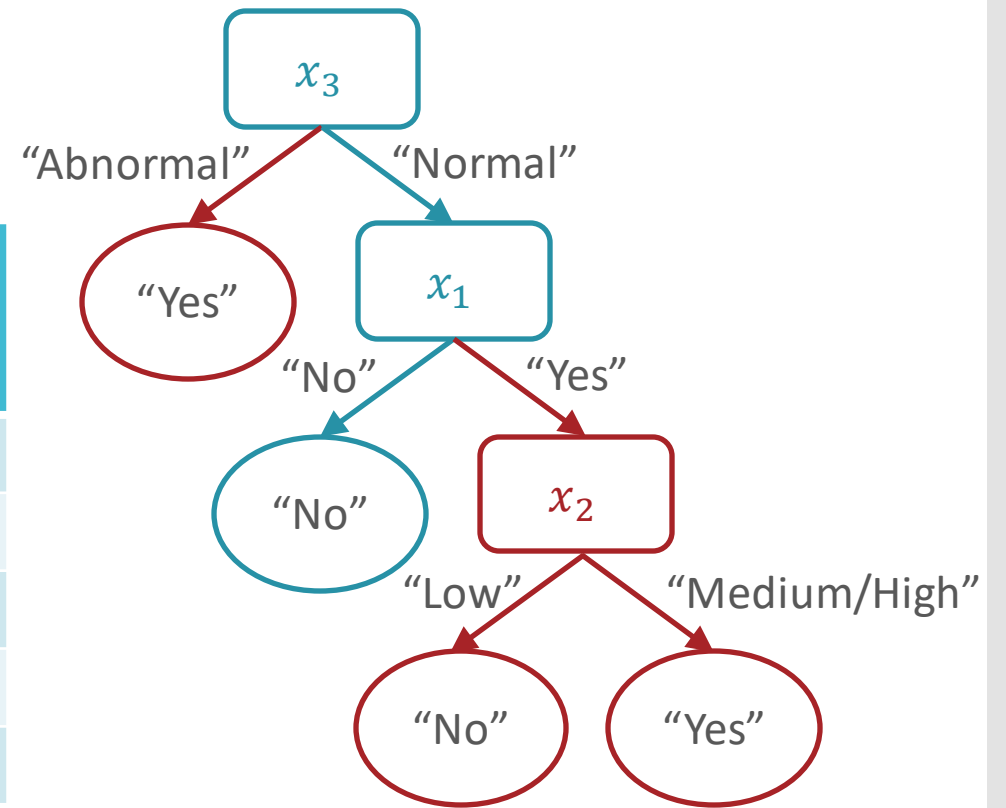 x₃
“Abnormal” “Normal”
“Yes” x₁
“No” “Yes”
“No” x₂
“Low” “Medium/High”
“No” “Yes”